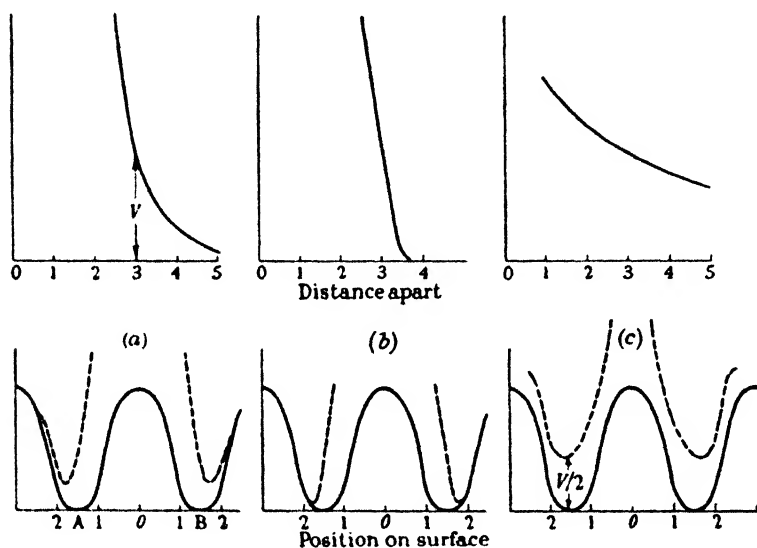 V
0 1 2 3 4 5
0 1 2 3 4
0 1 2 3 4 5
Distance apart
(a) (b) (c)
V/2
2 A 1 0 1 B 2
2 1 0 1 2
2 1 0 1 2
Position on surface